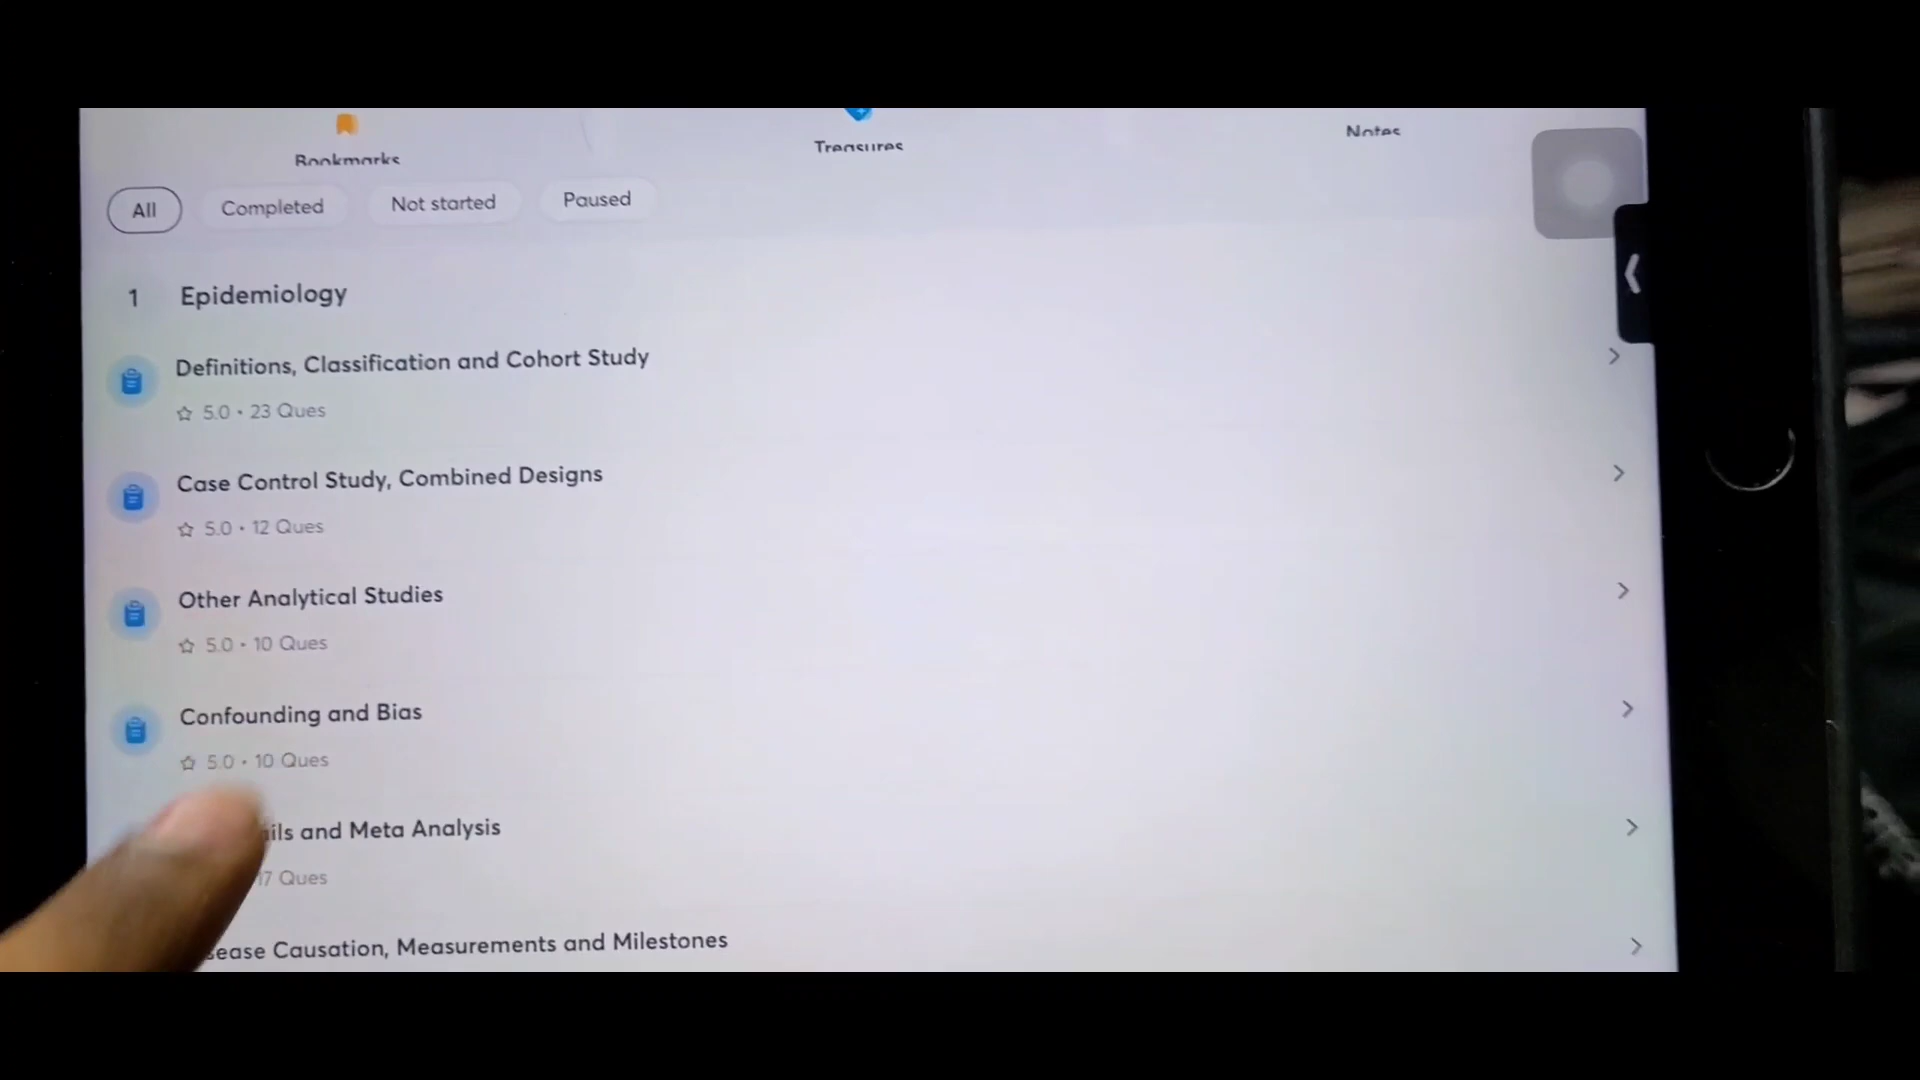 Bookmarks
Treasures
Notes
All
Completed
Not started
Paused
1 Epidemiology
Definitions, Classification and Cohort Study
5.0 • 23 Ques
Case Control Study, Combined Designs
5.0 • 12 Ques
Other Analytical Studies
5.0 • 10 Ques
Confounding and Bias
5.0 • 10 Ques
and Meta Analysis
17 Ques
Causation, Measurements and Milestones